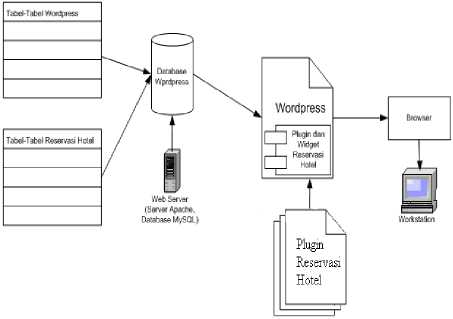 Tabel-Tabel Wordpress
Tabel-Tabel Reservasi Hotel
Database
Wprdpress
Web Server
(Server Apache,
Database MySQL)
Wordpress
Plugin dan
Widget
Reservasi
Hotel
Plugin
Reservasi
Hotel
Browser
Workstation